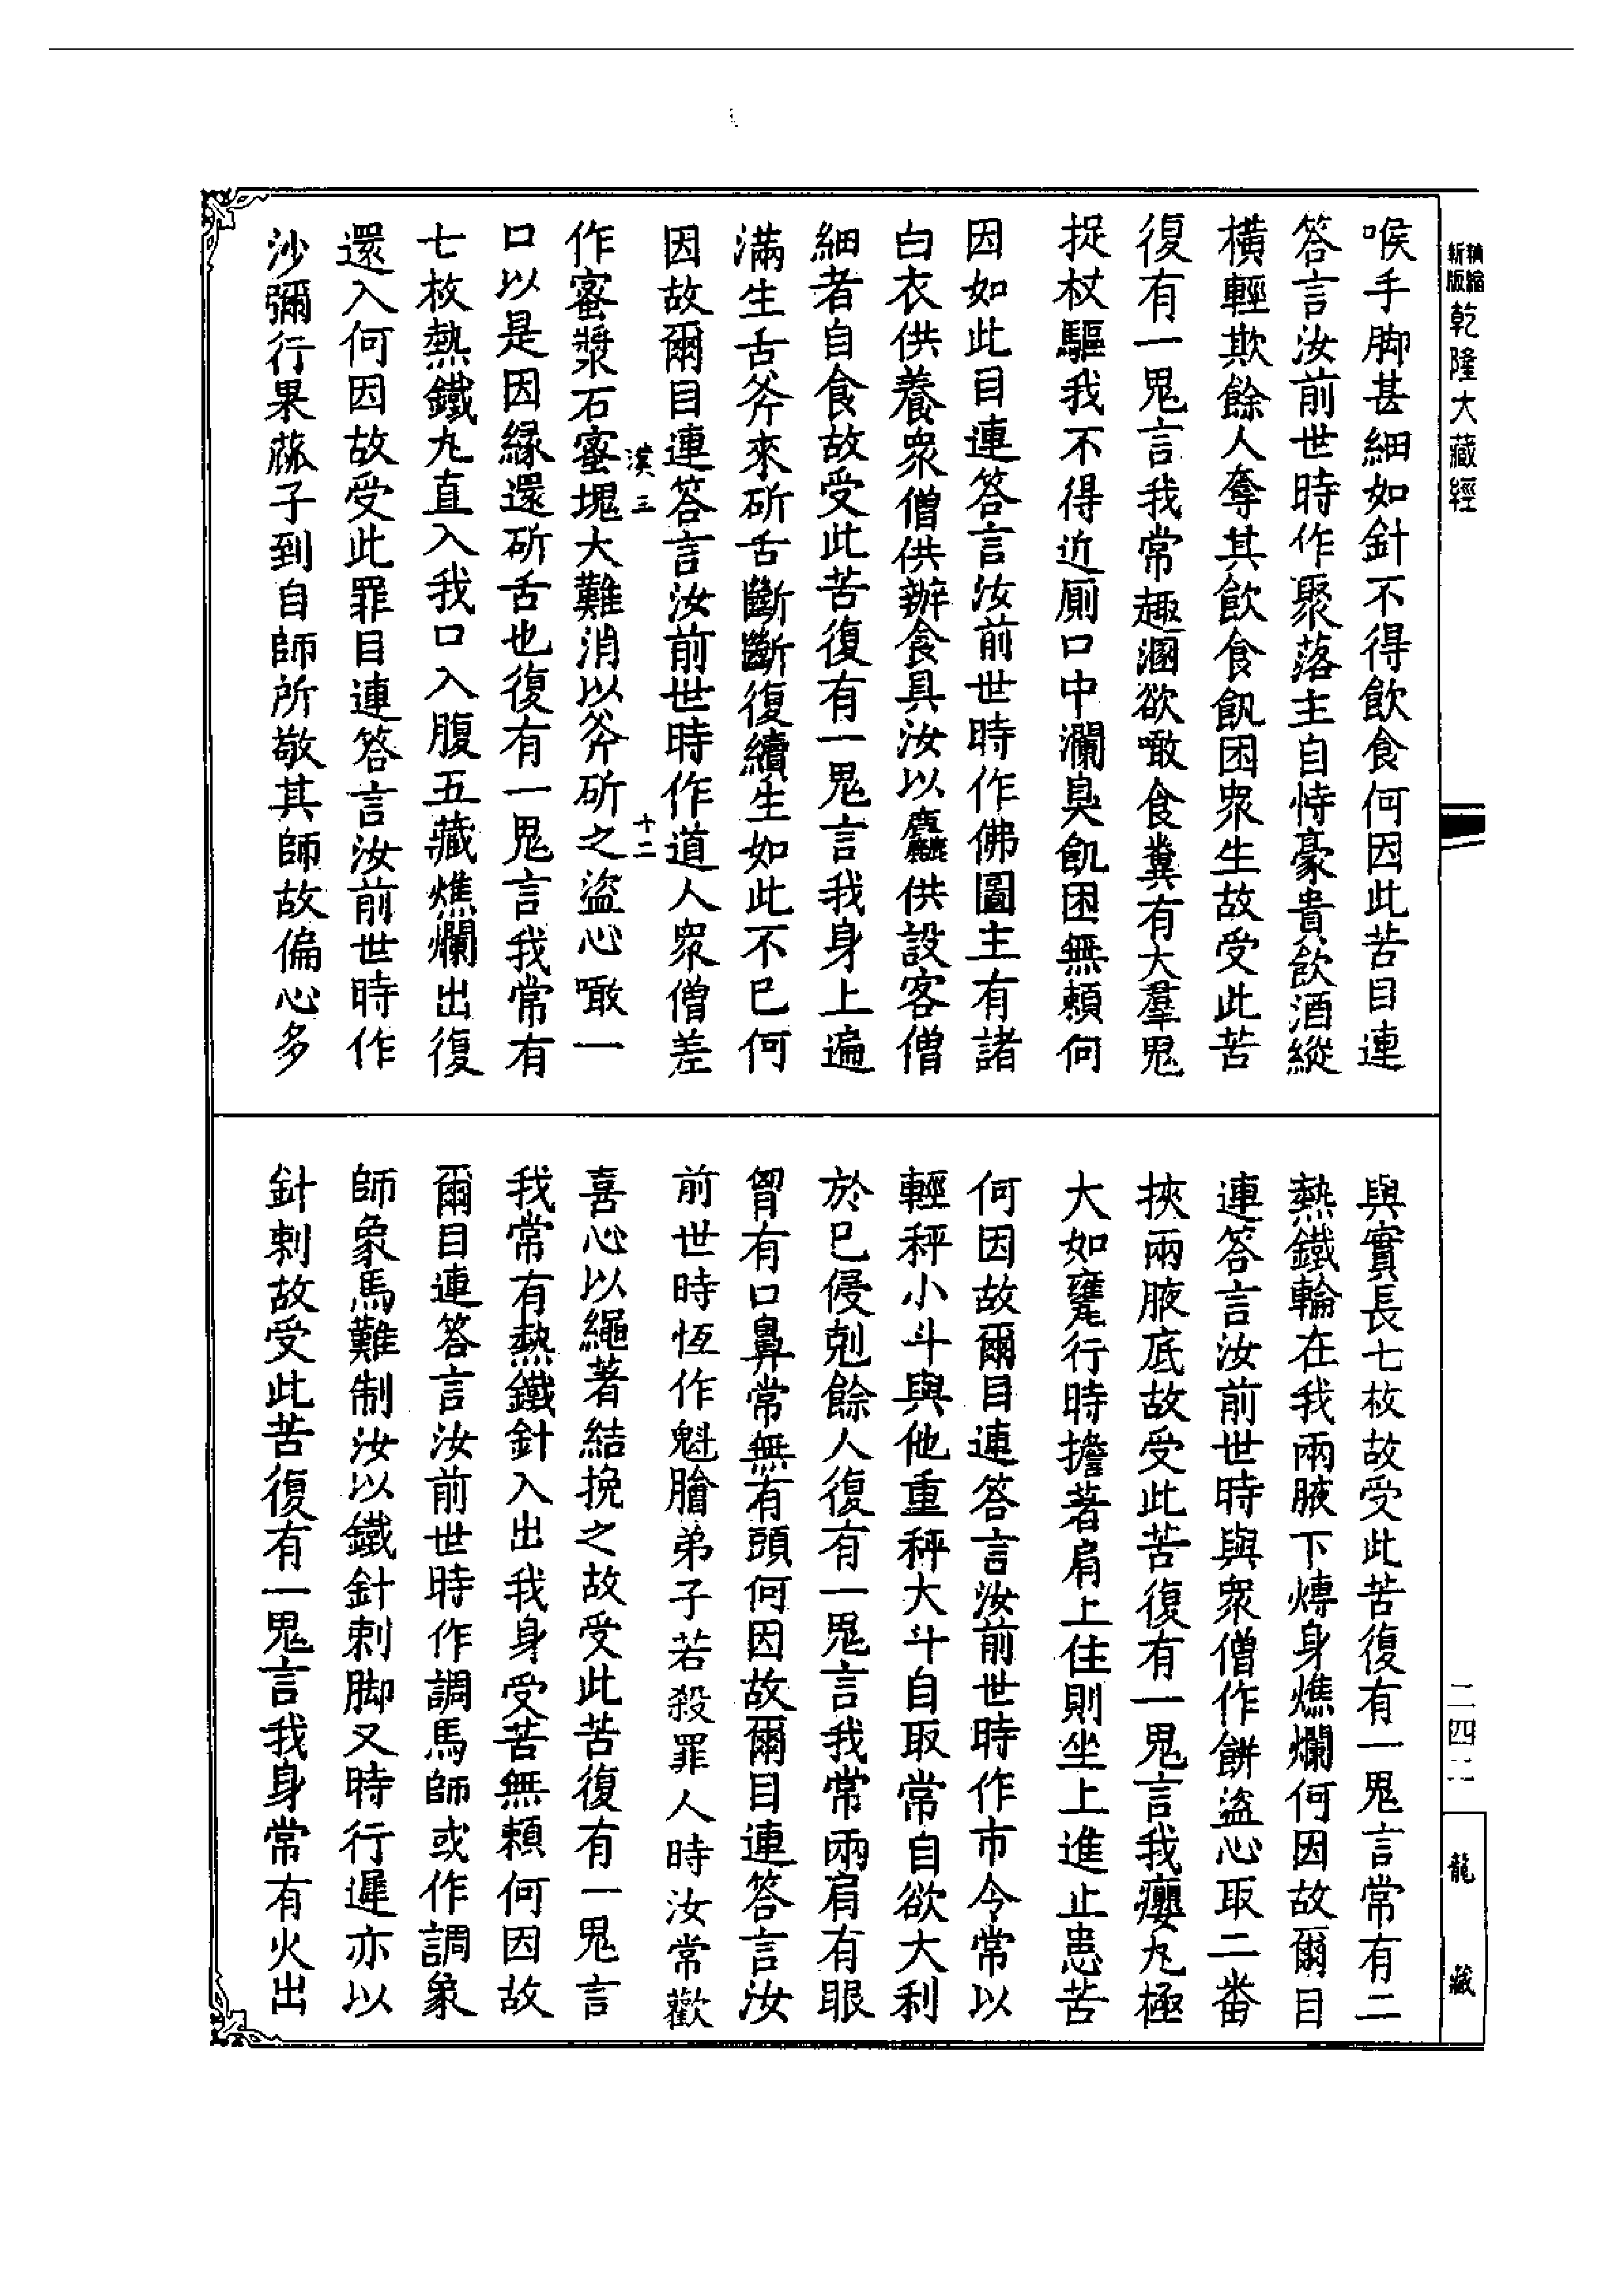 新版精縮
乾隆大藏經
喉手脚甚細如針不得飲食何因此苦目連
答言汝前世時作聚落主自恃豪貴飲酒縱
橫輕欺餘人奪其飲食飢困眾生故受此苦
復有一鬼言我常趣溷欲噉食糞有大羣鬼
捉杖驅我不得近厠口中瀾臭飢困無賴何
因如此目連答言汝前世時作佛圖主有諸
白衣供養眾僧供辦食具汝以麤供設客僧
細者自食故受此苦復有一鬼言我身上遍
滿生舌斧來斫舌斷斷復續生如此不已何
因故爾目連答言汝前世時作道人眾僧差
漢三
十二
作蜜漿石蜜塊大難消以斧斫之盜心噉一
口以是因緣還斫舌也復有一鬼言我常有
七枚熱鐵丸直入我口入腹五藏燋爛出復
還入何因故受此罪目連答言汝前世時作
沙彌行果蓏子到自師所敬其師故偏心多
與實長七枚故受此苦復有一鬼言常有二
熱鐵輪在我兩腋下煿身燋爛何因故爾目
連答言汝前世時與眾僧作餅盜心取二番
挾兩腋底故受此苦復有一鬼言我癭丸極
大如甕行時擔著肩上住則坐上進止患苦
何因故爾目連答言汝前世時作市令常以
輕秤小斗與他重秤大斗自取常自欲大利
於已侵剋餘人復有一鬼言我常兩肩有眼
胷有口鼻常無有頭何因故爾目連答言汝
前世時恆作魁膾弟子若殺罪人時汝常歡
喜心以繩著結挽之故受此苦復有一鬼言
我常有熱鐵針入出我身受苦無賴何因故
爾目連答言汝前世時作調馬師或作調象
師象馬難制汝以鐵針刺脚又時行遲亦以
針刺故受此苦復有一鬼言我身常有火出
二四二
龍藏